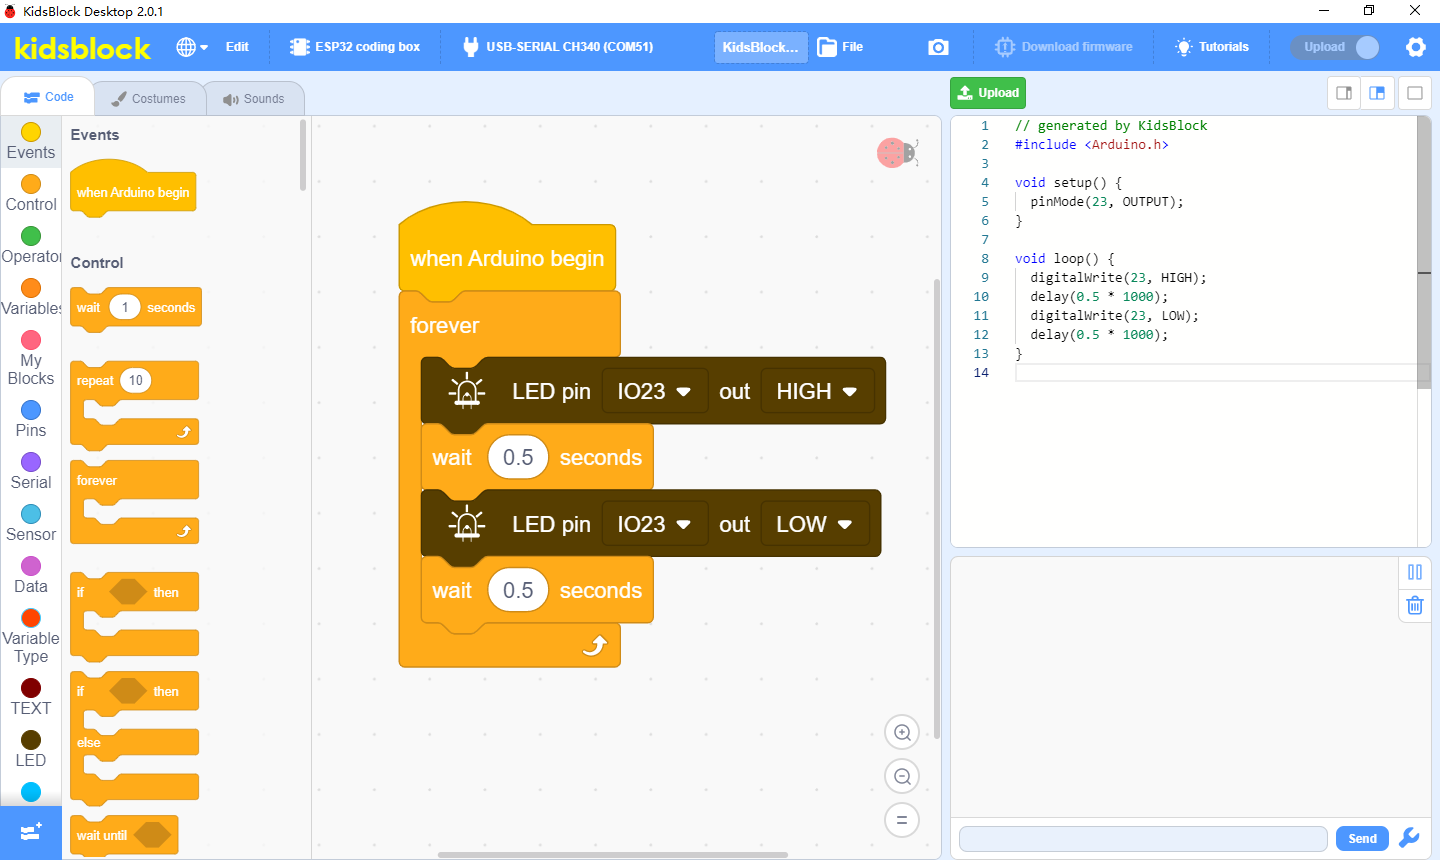 KidsBlock Desktop 2.0.1
kidsblock
Edit
ESP32 coding box
USB-SERIAL CH340 (COM51)
KidsBlock...
File
Download firmware
Tutorials
Upload
Code
Costumes
Sounds
Upload
Events
Control
Operator
Variables
My
Blocks
Pins
Serial
Sensor
Data
Variable
Type
TEXT
LED
Events
when Arduino begin
Control
wait 1 seconds
repeat 10
forever
if then
if then
else
wait until
when Arduino begin
forever
LED pin IO23 out HIGH
wait 0.5 seconds
LED pin IO23 out LOW
wait 0.5 seconds
1 // generated by KidsBlock
2 #include <Arduino.h>
3
4 void setup() {
5 pinMode(23, OUTPUT);
6 }
7
8 void loop() {
9 digitalWrite(23, HIGH);
10 delay(0.5 * 1000);
11 digitalWrite(23, LOW);
12 delay(0.5 * 1000);
13 }
14
Send